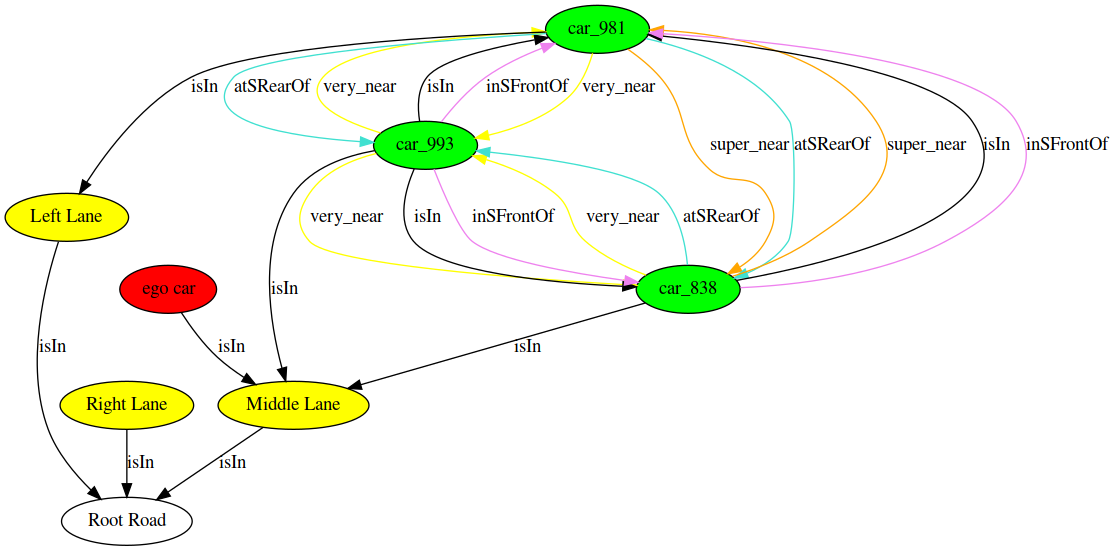 car_981
isIn atSRearOf very_near isIn inSFrontOf very_near
car_993 super_near atSRearOf super_near isIn inSFrontOf
Left Lane very_near isIn inSFrontOf very_near atSRearOf
ego car isIn car_838
isIn isIn isIn
Right Lane Middle Lane
isIn isIn
Root Road